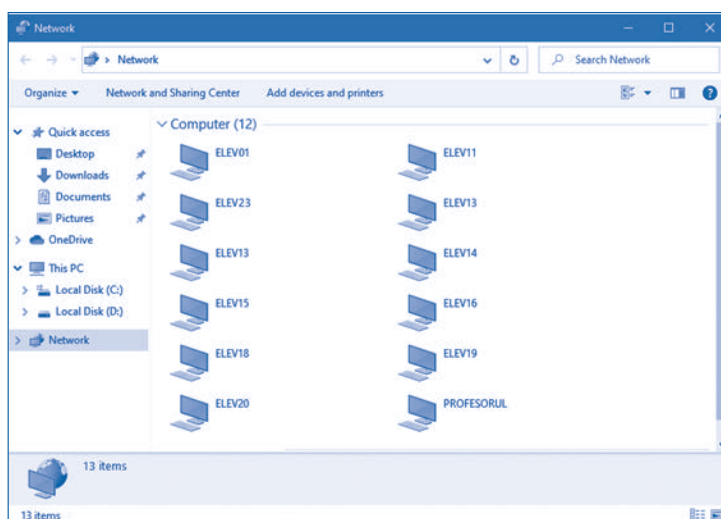 Network
Network
Search Network
Organize Network and Sharing Center Add devices and printers
Quick access
Desktop
Downloads
Documents
Pictures
OneDrive
This PC
Local Disk (C:)
Local Disk (D:)
Network
Computer (12)
ELEV01 ELEV11
ELEV23 ELEV13
ELEV13 ELEV14
ELEV15 ELEV16
ELEV18 ELEV19
ELEV20 PROFESORUL
13 items
13 items